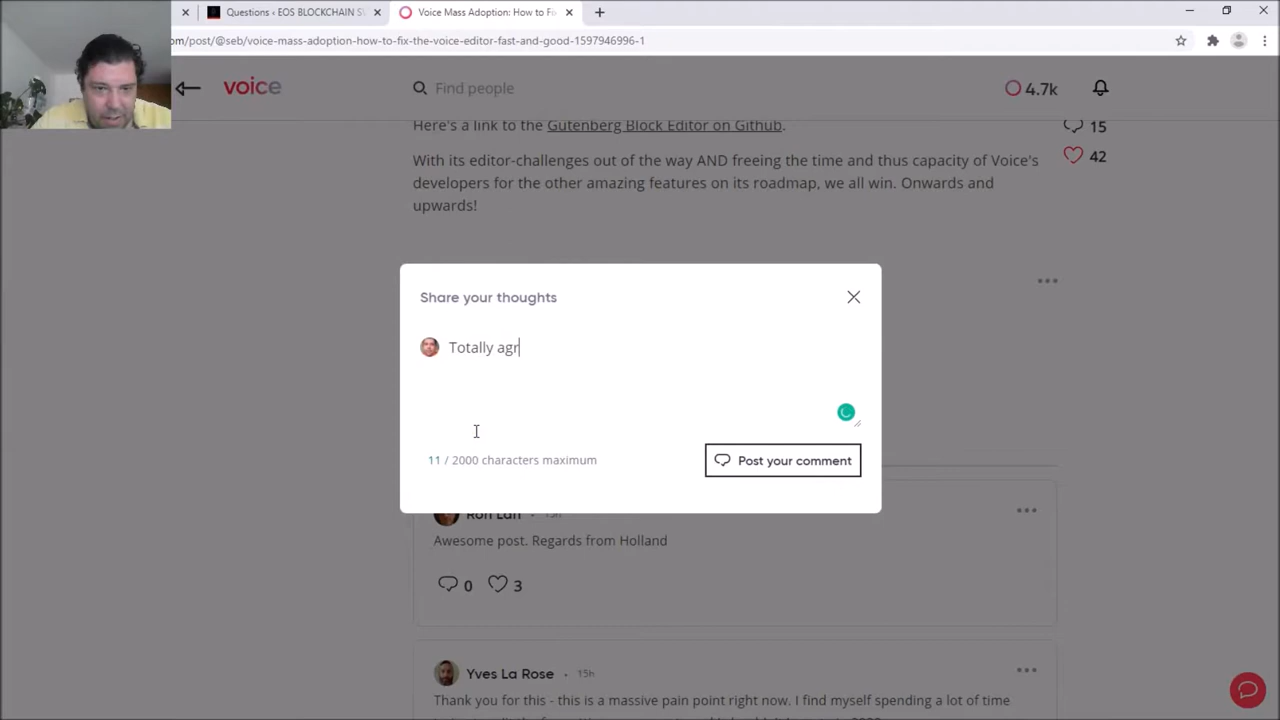 Questions ‹ EOS BLOCKCHAIN S
Voice Mass Adoption: How to Fi
om/post/@seb/voice-mass-adoption-how-to-fix-the-voice-editor-fast-and-good-1597946996-1
voice
Find people
4.7k
Here's a link to the Gutenberg Block Editor on Github.
15
42
With its editor-challenges out of the way AND freeing the time and thus capacity of Voice's
developers for the other amazing features on its roadmap, we all win. Onwards and
upwards!
Share your thoughts
Totally agr
11 / 2000 characters maximum
Post your comment
15h
Awesome post. Regards from Holland
0
3
Yves La Rose · 15h
Thank you for this - this is a massive pain point right now. I find myself spending a lot of time